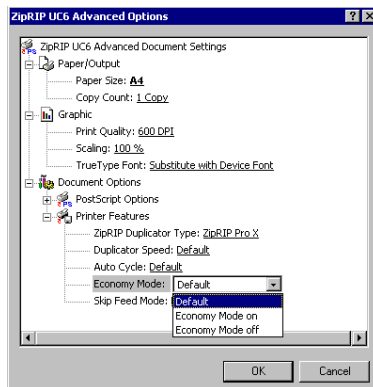 ZipRIP UC6 Advanced Options
ZipRIP UC6 Advanced Document Settings
Paper/Output
Paper Size: A4
Copy Count: 1 Copy
Graphic
Print Quality: 600 DPI
Scaling: 100 %
TrueType Font: Substitute with Device Font
Document Options
PostScript Options
Printer Features
ZipRIP Duplicator Type: ZipRIP Pro X
Duplicator Speed: Default
Auto Cycle: Default
Economy Mode: Default
Skip Feed Mode: Default
Economy Mode on
Economy Mode off
OK Cancel